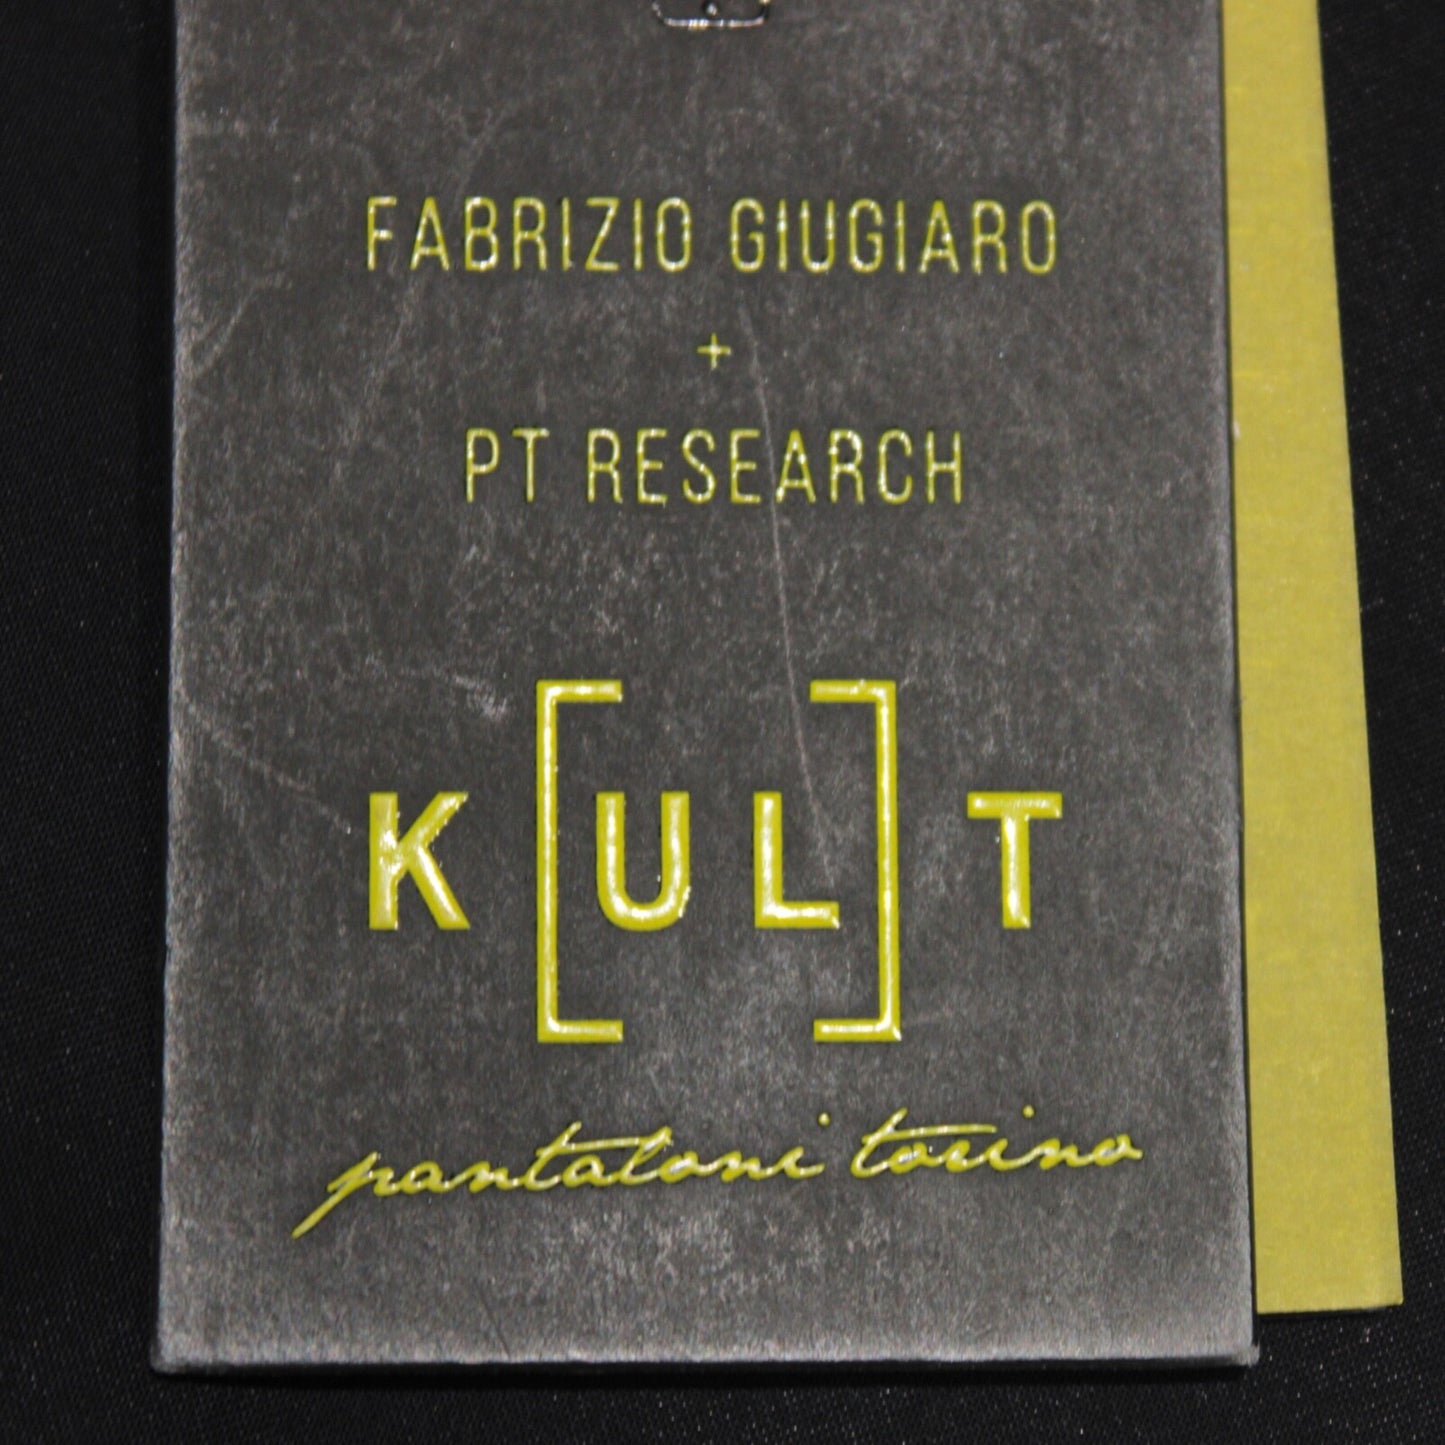 FABRIZIO GIUGIARO
+
PT RESEARCH
K[UL]T
pantaloni torino